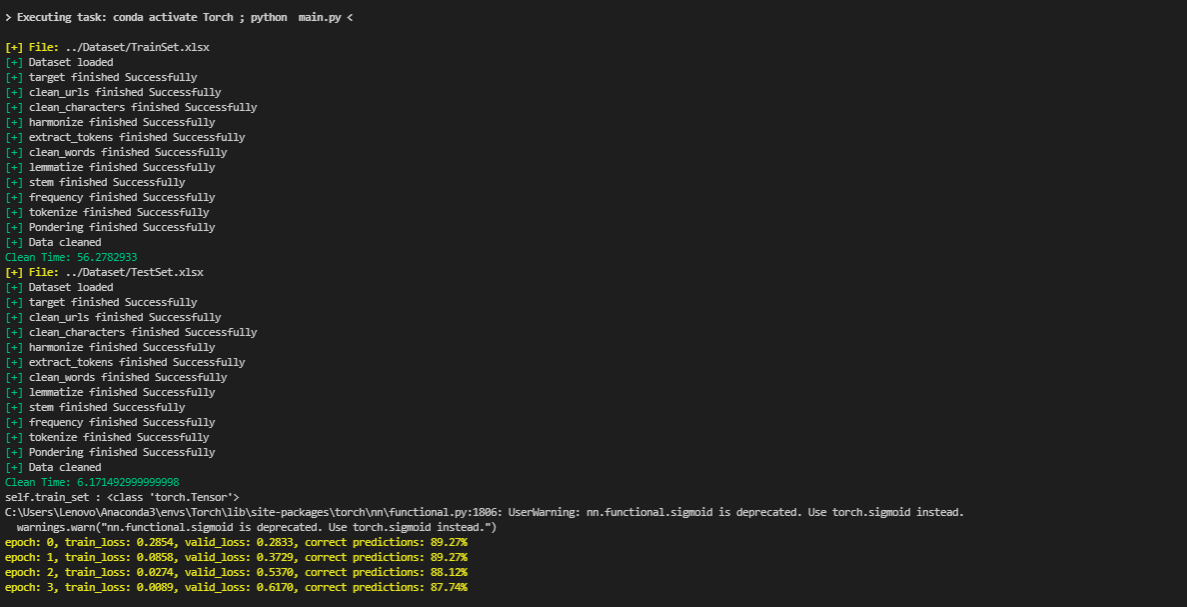 > Executing task: conda activate Torch ; python  main.py <
[+] File: ../Dataset/TrainSet.xlsx
[+] Dataset loaded
[+] target finished Successfully
[+] clean_urls finished Successfully
[+] clean_characters finished Successfully
[+] harmonize finished Successfully
[+] extract_tokens finished Successfully
[+] clean_words finished Successfully
[+] lemmatize finished Successfully
[+] stem finished Successfully
[+] frequency finished Successfully
[+] tokenize finished Successfully
[+] Pondering finished Successfully
[+] Data cleaned
Clean Time: 56.2782933
[+] File: ../Dataset/TestSet.xlsx
[+] Dataset loaded
[+] target finished Successfully
[+] clean_urls finished Successfully
[+] clean_characters finished Successfully
[+] harmonize finished Successfully
[+] extract_tokens finished Successfully
[+] clean_words finished Successfully
[+] lemmatize finished Successfully
[+] stem finished Successfully
[+] frequency finished Successfully
[+] tokenize finished Successfully
[+] Pondering finished Successfully
[+] Data cleaned
Clean Time: 6.171492999999998
self.train_set : <class 'torch.Tensor'>
C:\Users\Lenovo\Anaconda3\envs\Torch\lib\site-packages\torch\nn\functional.py:1806: UserWarning: nn.functional.sigmoid is deprecated. Use torch.sigmoid instead.
  warnings.warn("nn.functional.sigmoid is deprecated. Use torch.sigmoid instead.")
epoch: 0, train_loss: 0.2854, valid_loss: 0.2833, correct predictions: 89.27%
epoch: 1, train_loss: 0.0858, valid_loss: 0.3729, correct predictions: 89.27%
epoch: 2, train_loss: 0.0274, valid_loss: 0.5370, correct predictions: 88.12%
epoch: 3, train_loss: 0.0089, valid_loss: 0.6170, correct predictions: 87.74%